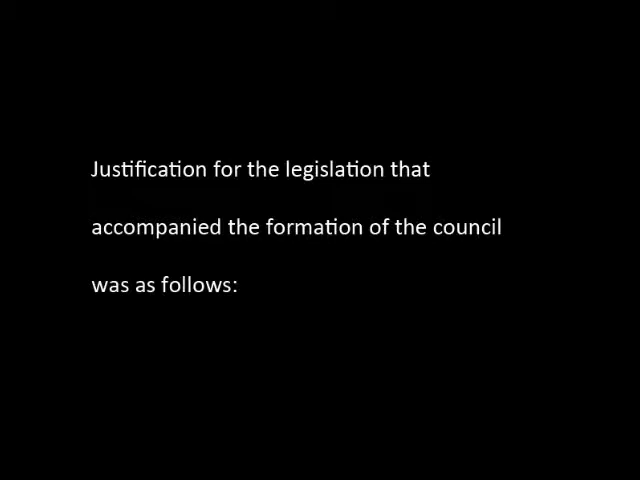 Justification for the legislation that
accompanied the formation of the council
was as follows: